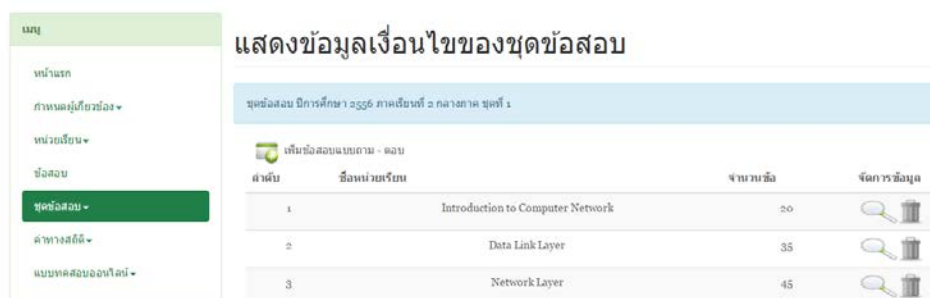 เมนู
หน้าแรก
กำหนดผู้เกี่ยวข้อง
หน่วยเรียน
ข้อสอบ
ชุดข้อสอบ
ค่าทางสถิติ
แบบทดสอบออนไลน์
แสดงข้อมูลเงื่อนไขของชุดข้อสอบ
ชุดข้อสอบ ปีการศึกษา 2556 ภาคเรียนที่ 2 กลางภาค ชุดที่ 1
เพิ่มข้อสอบแบบถาม - ตอบ
ลำดับ ชื่อหน่วยเรียน จำนวนข้อ จัดการข้อมูล
1 Introduction to Computer Network 20
2 Data Link Layer 35
3 Network Layer 45